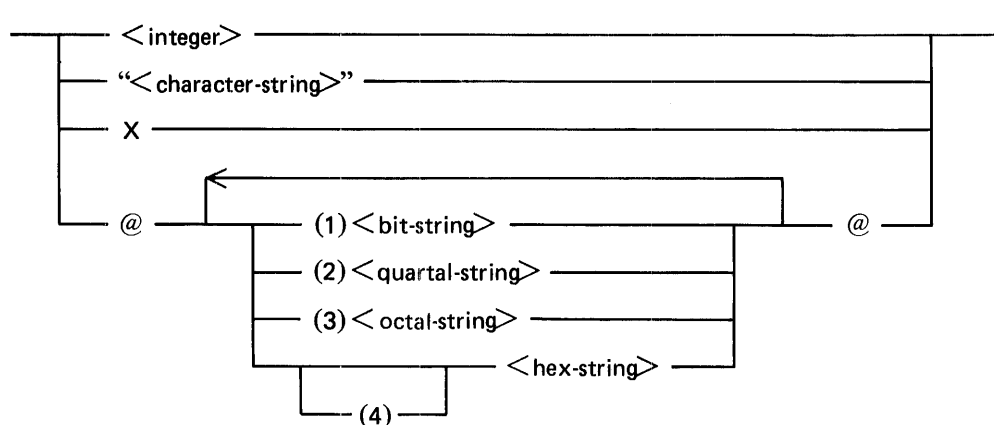 <integer>
“<character-string>”
X
@ (1)<bit-string> @
(2)<quartal-string>
(3)<octal-string>
<hex-string>
(4)